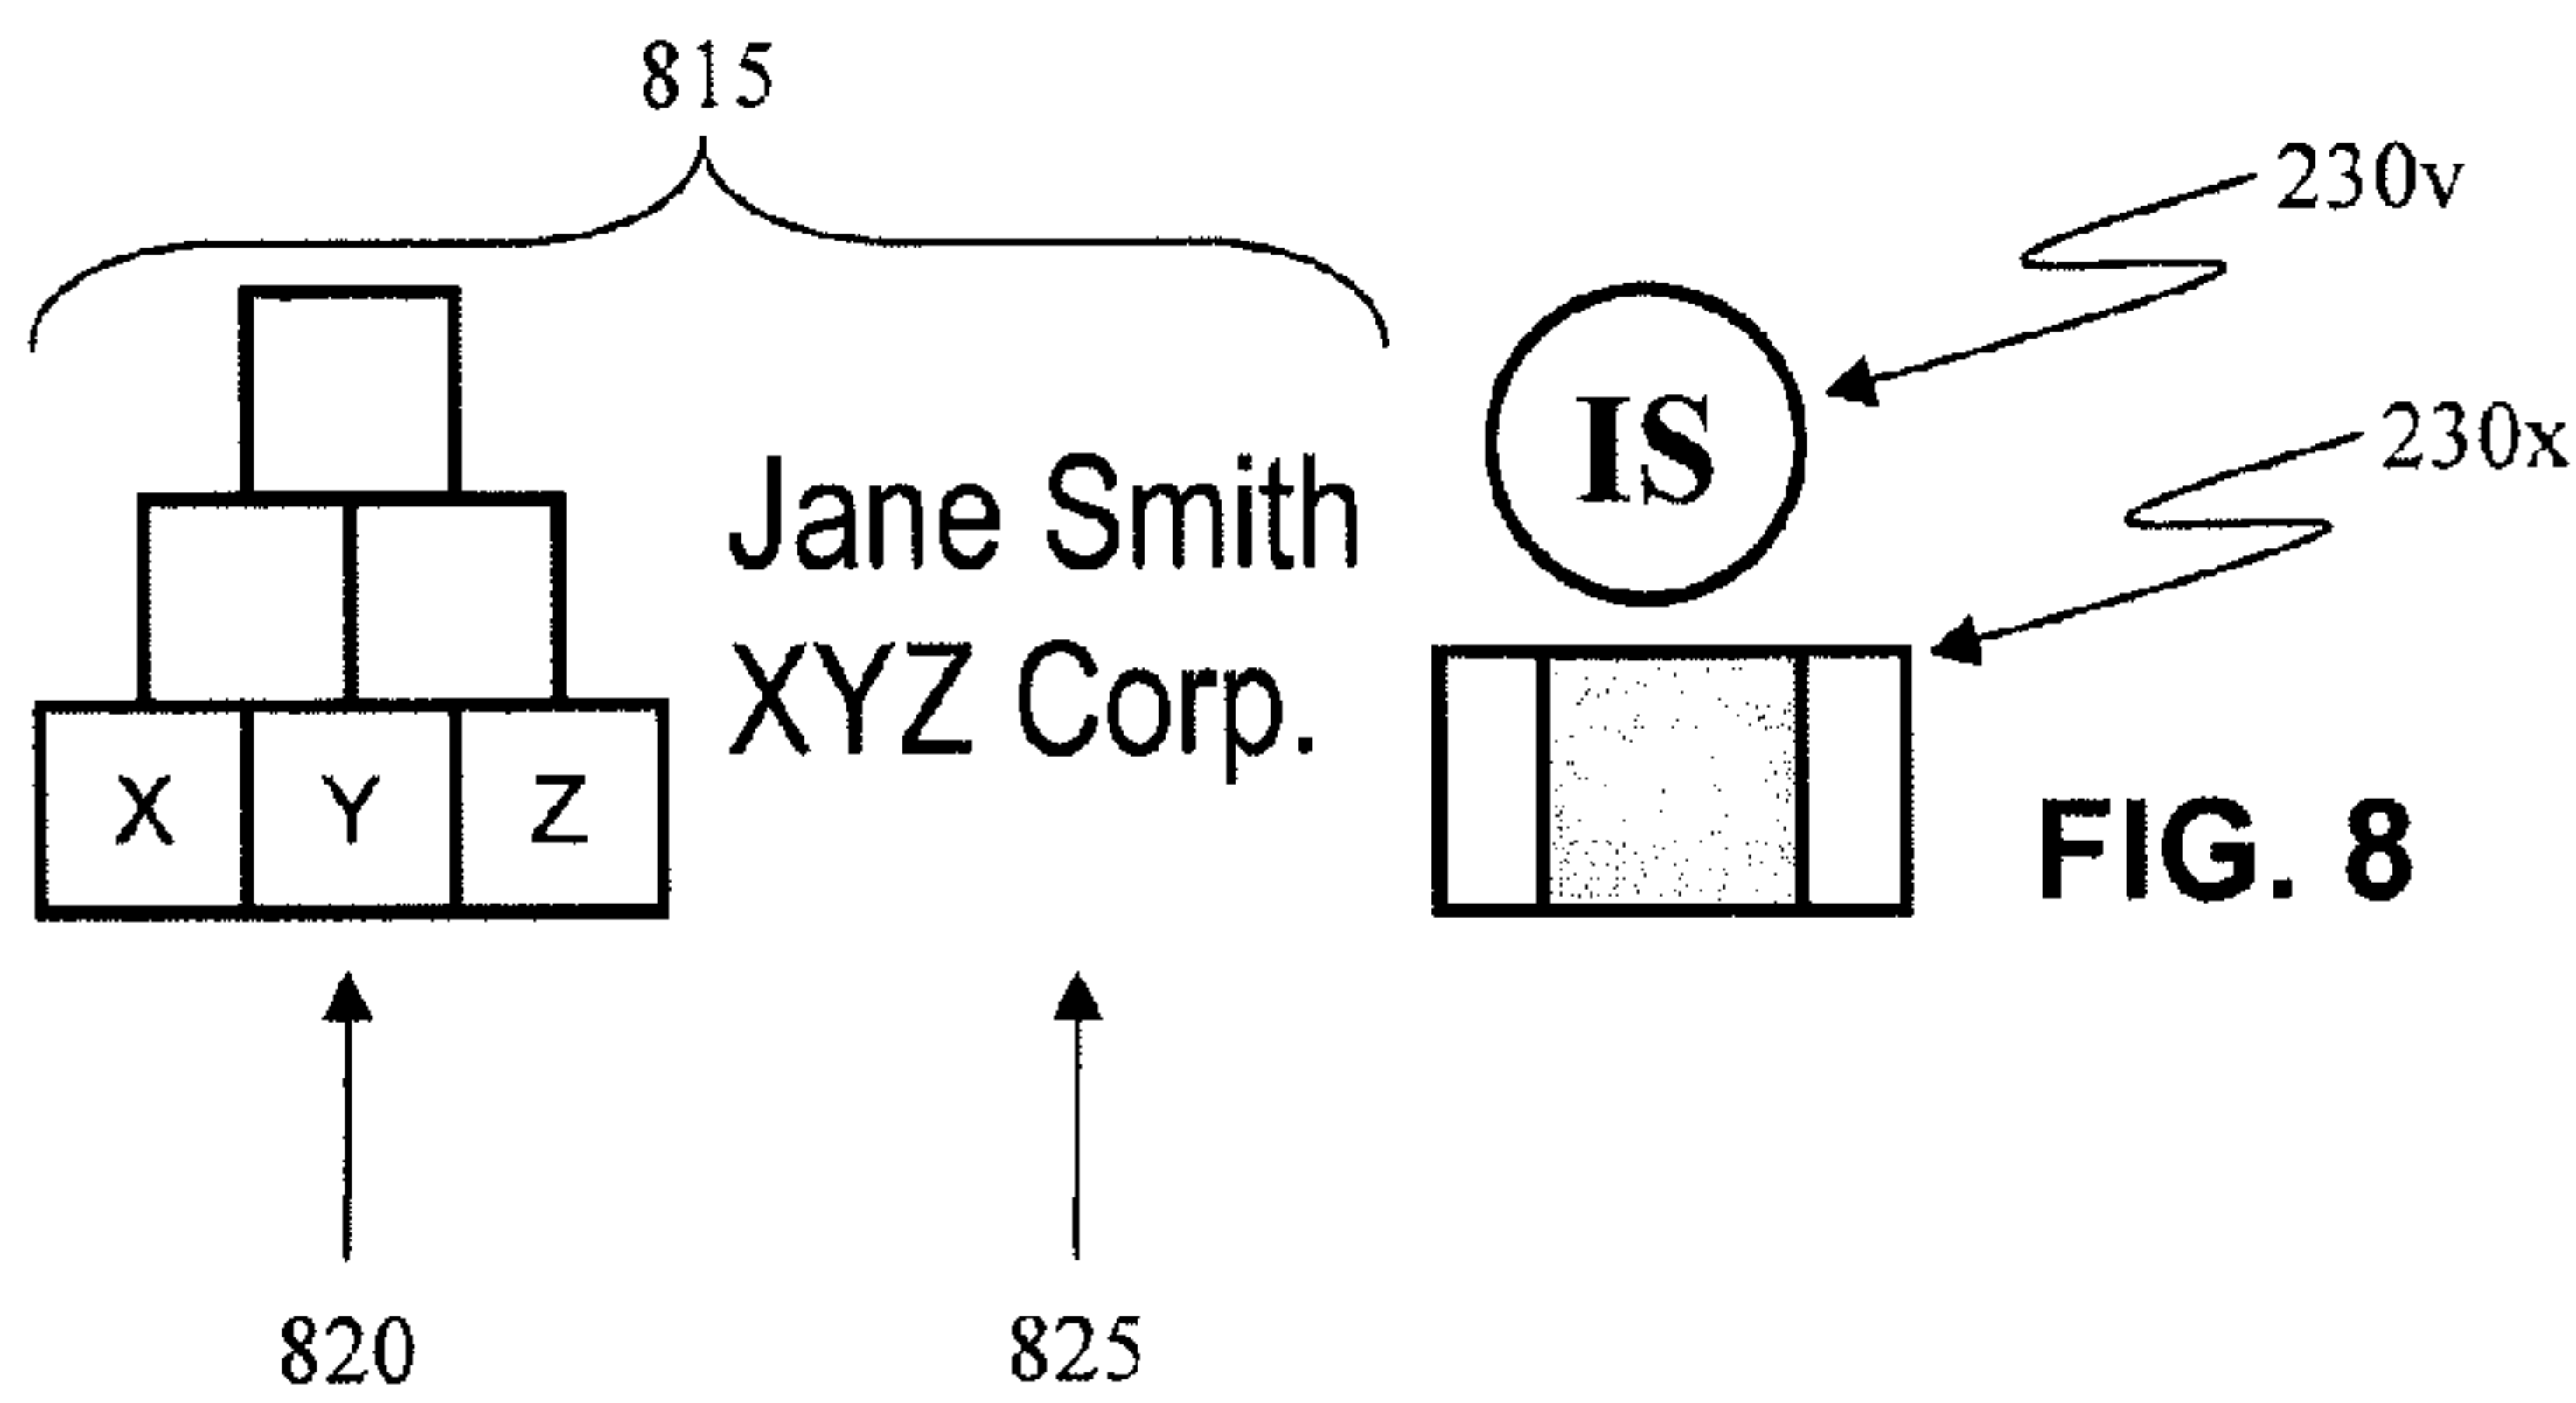 815
230v
IS
230x
Jane Smith
XYZ Corp.
X Y Z
FIG. 8
820
825